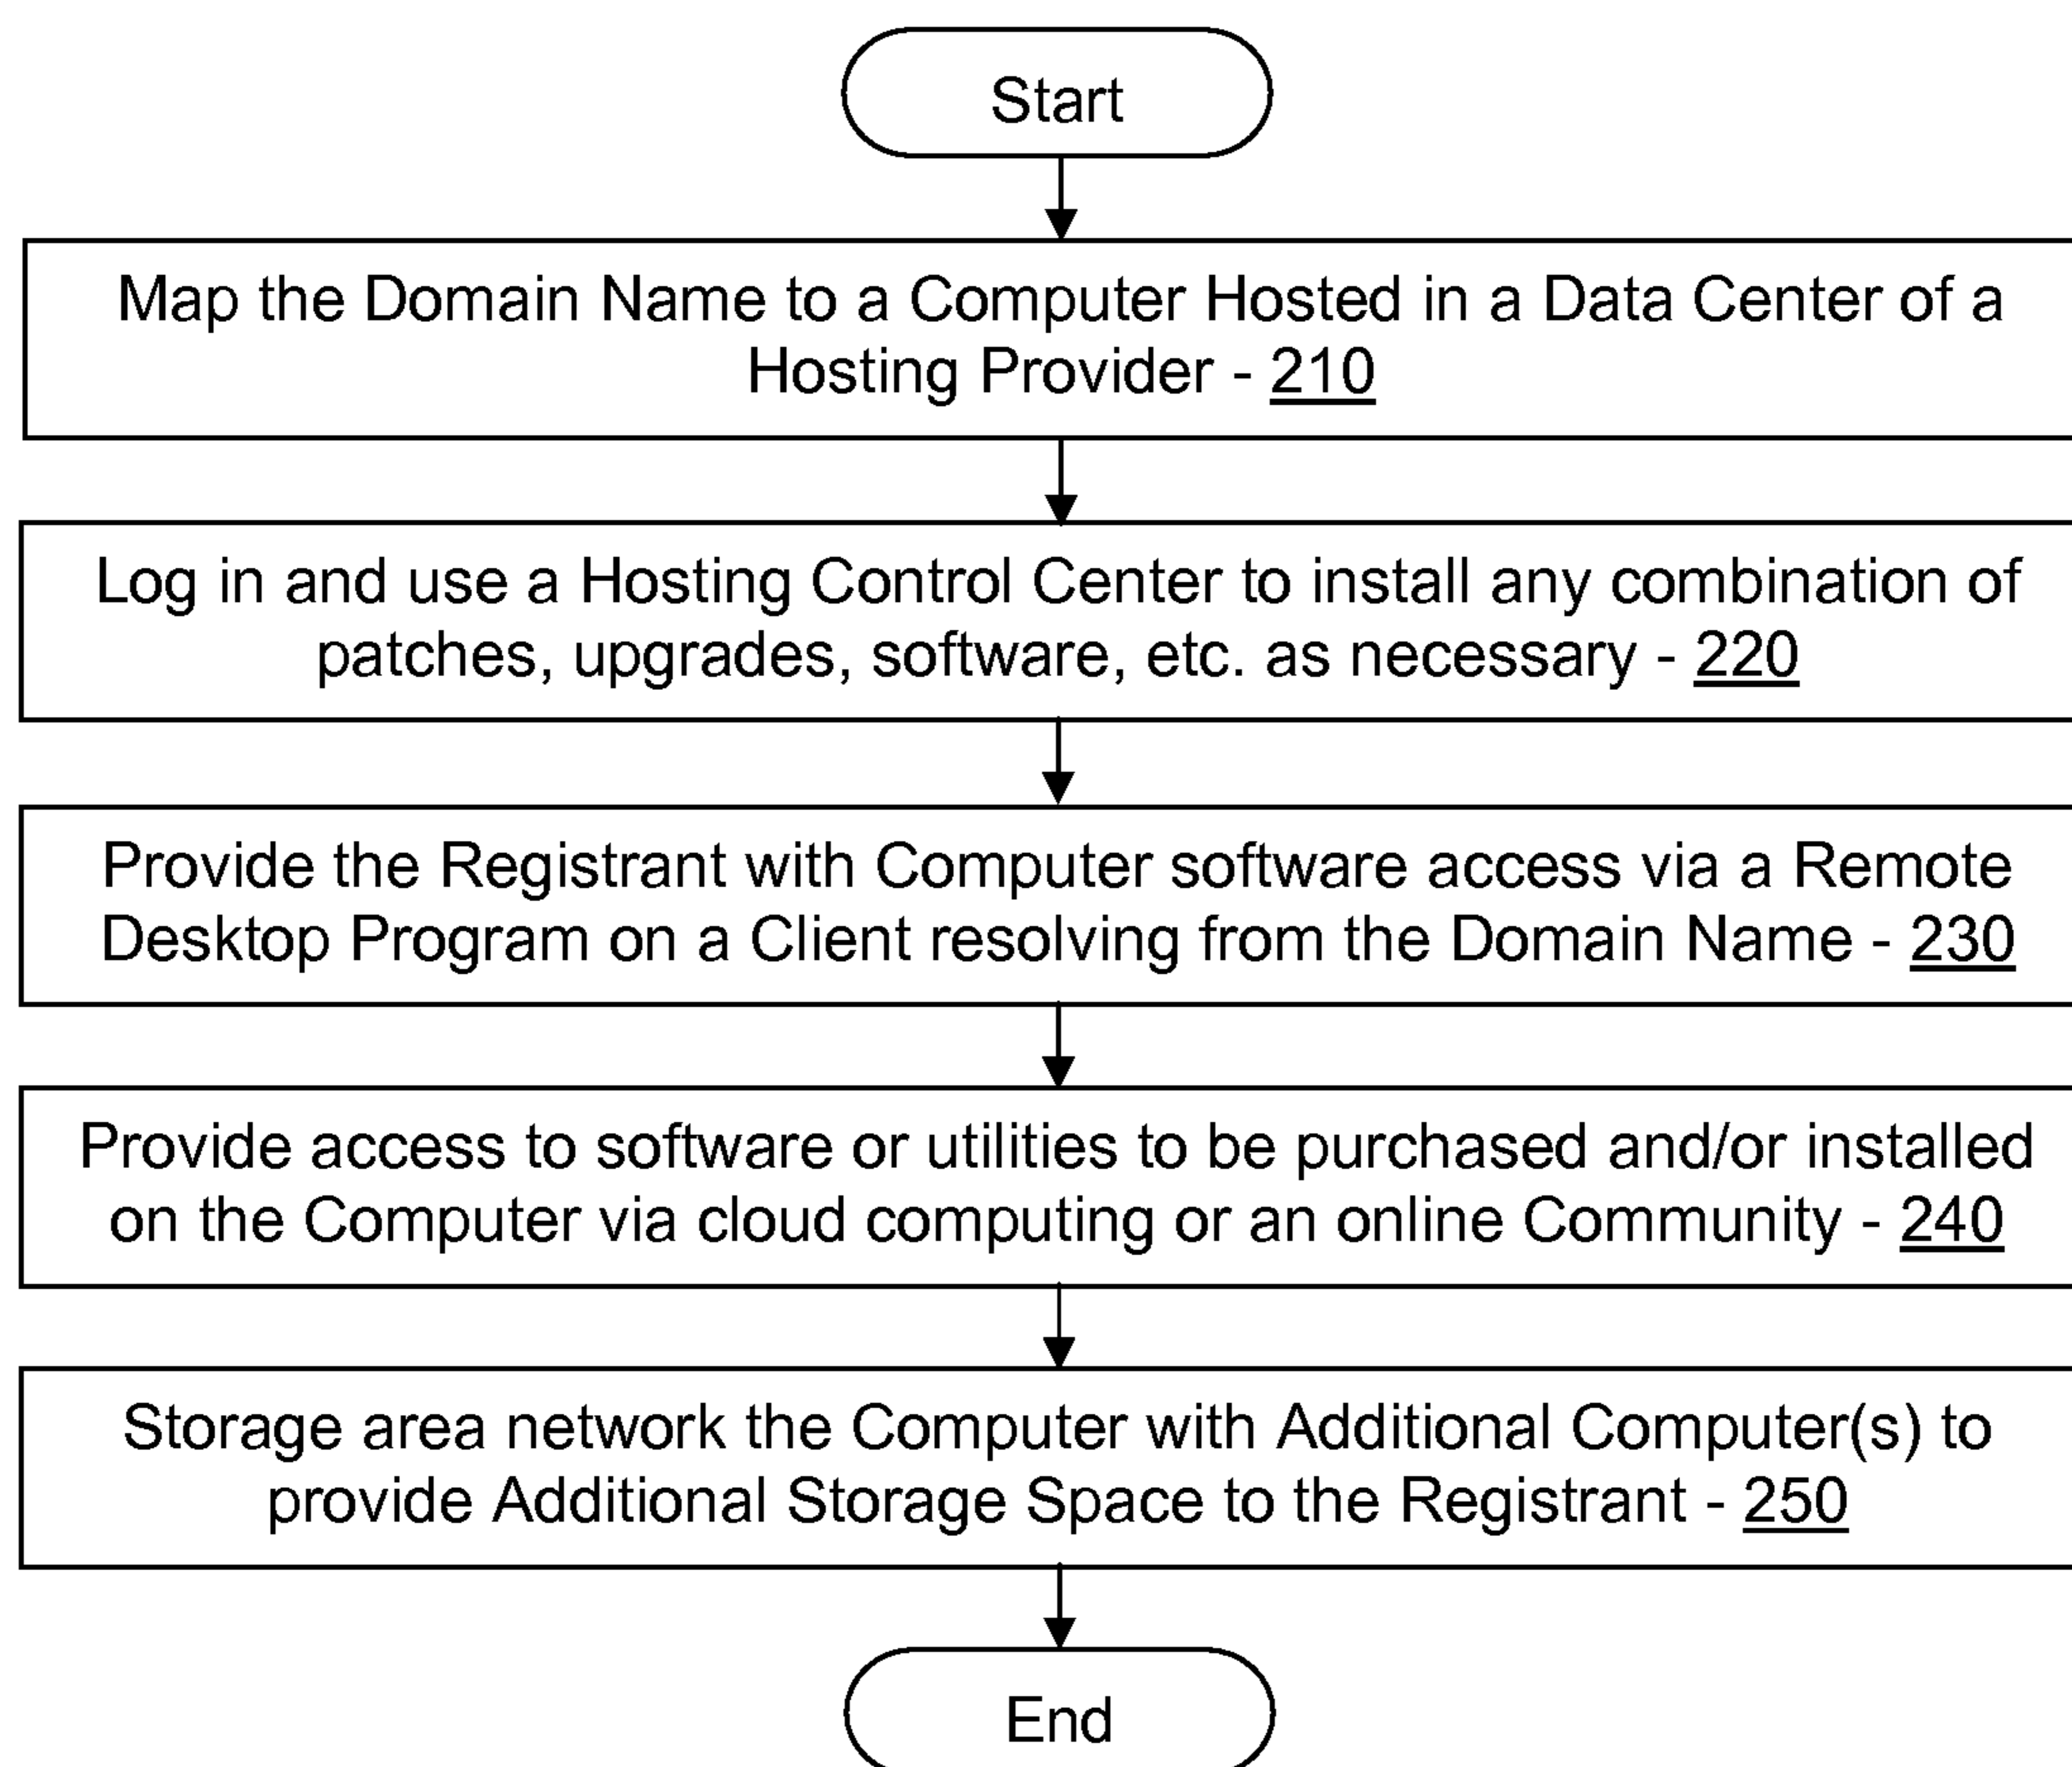 Start
Map the Domain Name to a Computer Hosted in a Data Center of a
Hosting Provider - 210
Log in and use a Hosting Control Center to install any combination of
patches, upgrades, software, etc. as necessary - 220
Provide the Registrant with Computer software access via a Remote
Desktop Program on a Client resolving from the Domain Name - 230
Provide access to software or utilities to be purchased and/or installed
on the Computer via cloud computing or an online Community - 240
Storage area network the Computer with Additional Computer(s) to
provide Additional Storage Space to the Registrant - 250
End